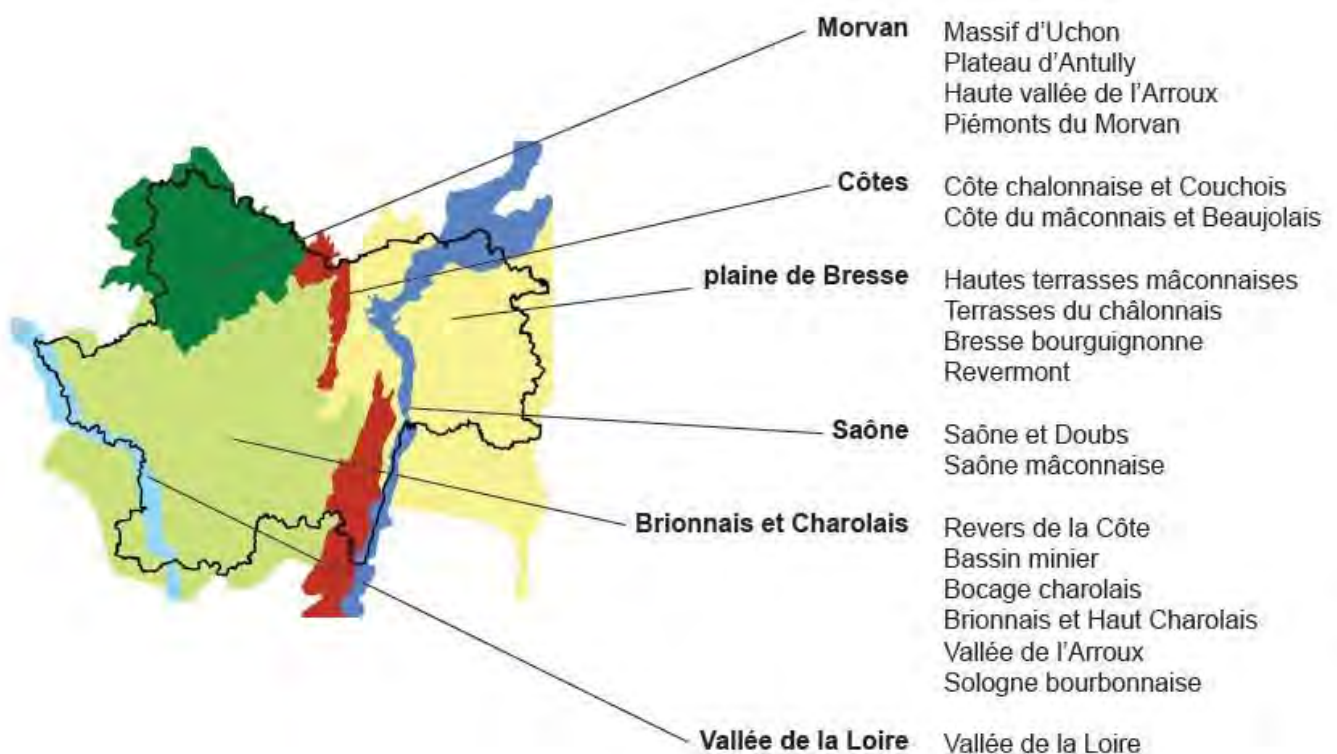 Morvan Massif d'Uchon
Plateau d'Antully
Haute vallée de l'Arroux
Piémonts du Morvan
Côtes Côte chalonnaise et Couchois
Côte du mâconnais et Beaujolais
plaine de Bresse Hautes terrasses mâconnaises
Terrasses du châlonnais
Bresse bourguignonne
Revermont
Saône Saône et Doubs
Saône mâconnaise
Brionnais et Charolais Revers de la Côte
Bassin minier
Bocage charolais
Brionnais et Haut Charolais
Vallée de l'Arroux
Sologne bourbonnaise
Vallée de la Loire Vallée de la Loire